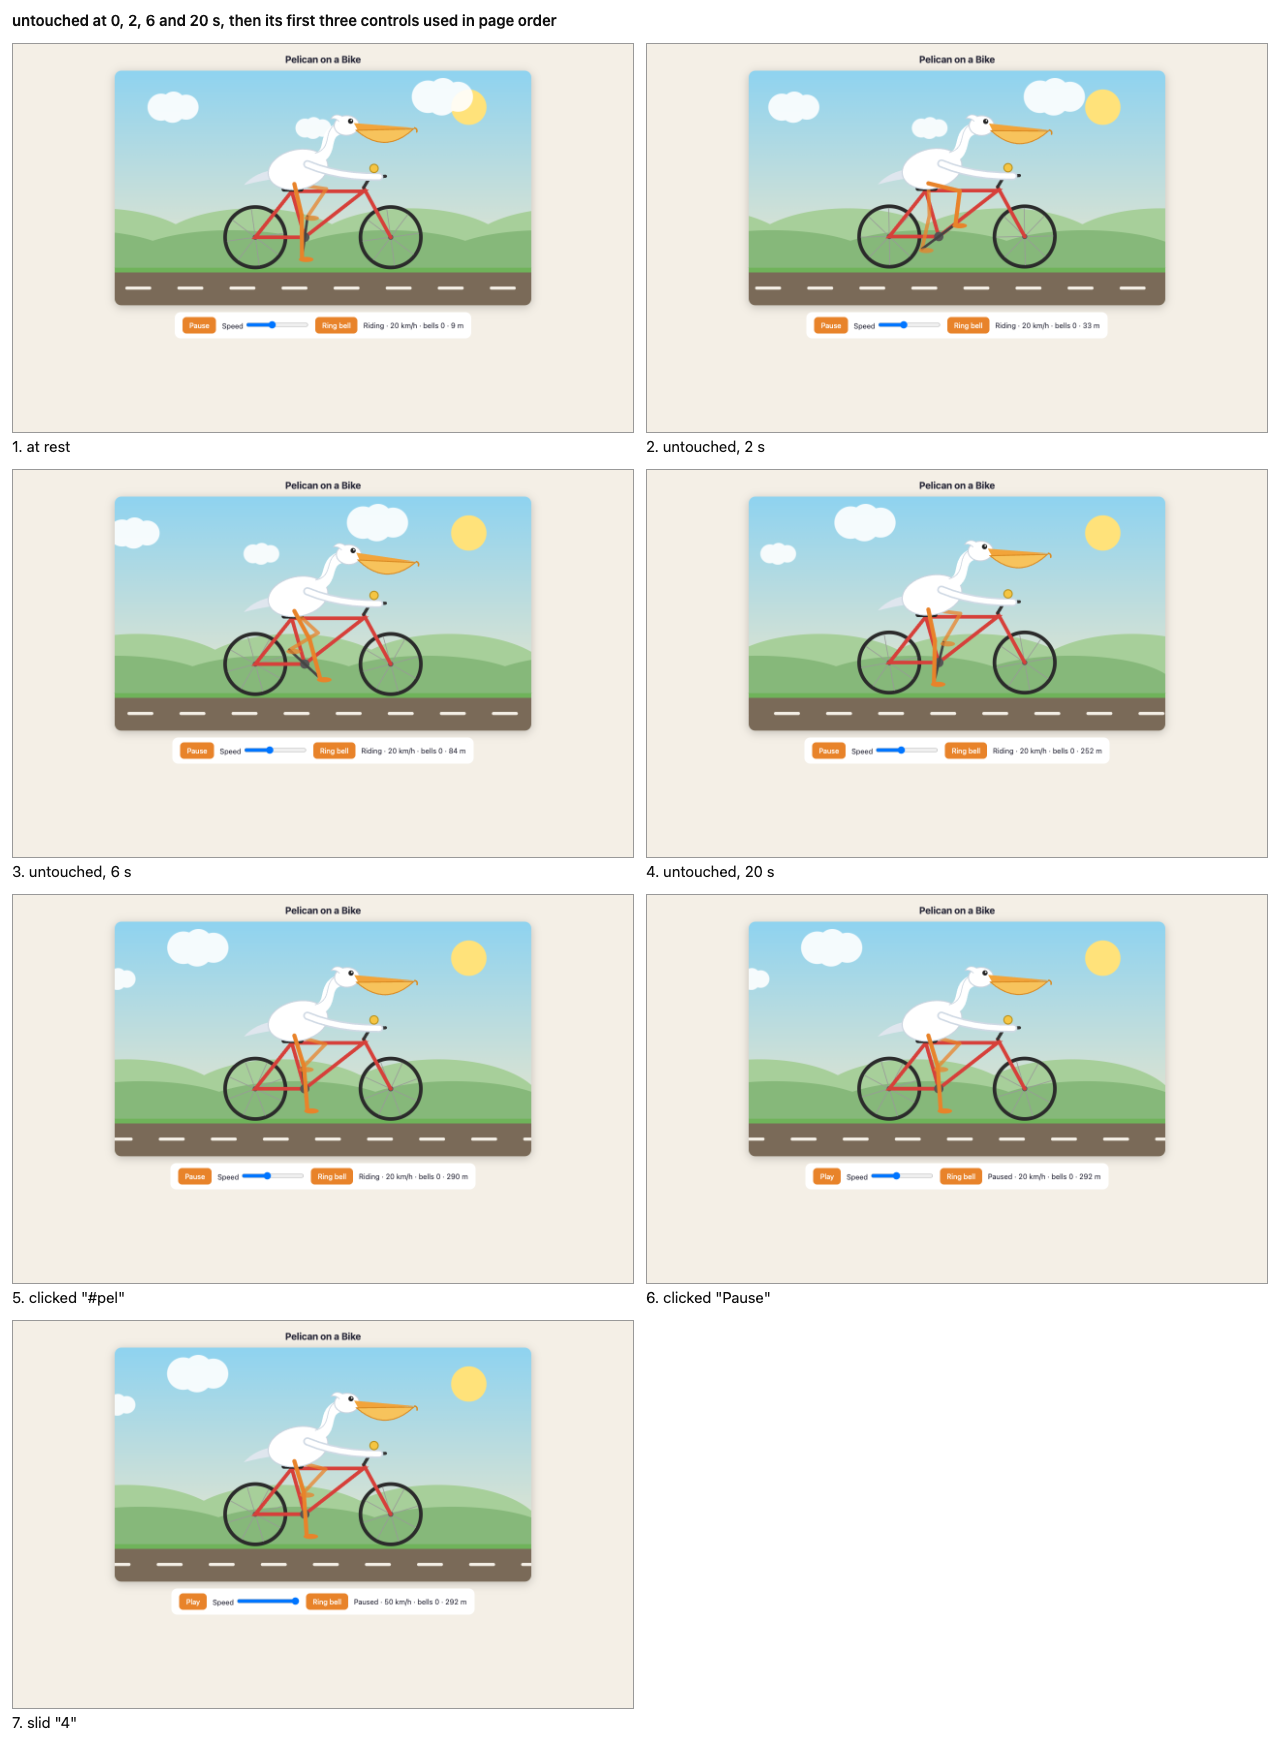 untouched at 0, 2, 6 and 20 s, then its first three controls used in page order
Pelican on a Bike
Pause Speed Ring bell Riding · 20 km/h · bells 0 · 9 m
1. at rest
Pelican on a Bike
Pause Speed Ring bell Riding · 20 km/h · bells 0 · 33 m
2. untouched, 2 s
Pelican on a Bike
Pause Speed Ring bell Riding · 20 km/h · bells 0 · 84 m
3. untouched, 6 s
Pelican on a Bike
Pause Speed Ring bell Riding · 20 km/h · bells 0 · 252 m
4. untouched, 20 s
Pelican on a Bike
Pause Speed Ring bell Riding · 20 km/h · bells 0 · 290 m
5. clicked "#pel"
Pelican on a Bike
Play Speed Ring bell Paused · 20 km/h · bells 0 · 292 m
6. clicked "Pause"
Pelican on a Bike
Play Speed Ring bell Paused · 50 km/h · bells 0 · 292 m
7. slid "4"